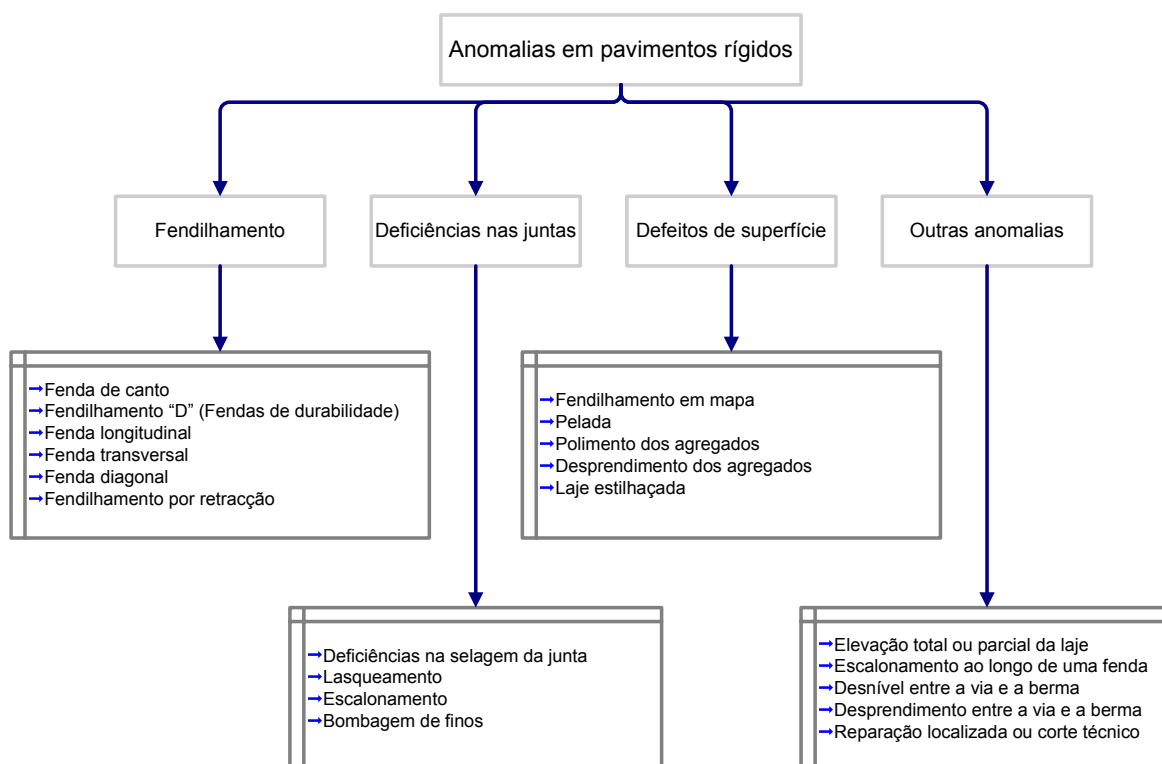 Anomalias em pavimentos rígidos
Fendilhamento
Deficiências nas juntas
Defeitos de superfície
Outras anomalias
→Fenda de canto
→Fendilhamento “D” (Fendas de durabilidade)
→Fenda longitudinal
→Fenda transversal
→Fenda diagonal
→Fendilhamento por retracção
→Fendilhamento em mapa
→Pelada
→Polimento dos agregados
→Desprendimento dos agregados
→Laje estilhaçada
→Deficiências na selagem da junta
→Lasqueamento
→Escalonamento
→Bombagem de finos
→Elevação total ou parcial da laje
→Escalonamento ao longo de uma fenda
→Desnível entre a via e a berma
→Desprendimento entre a via e a berma
→Reparação localizada ou corte técnico